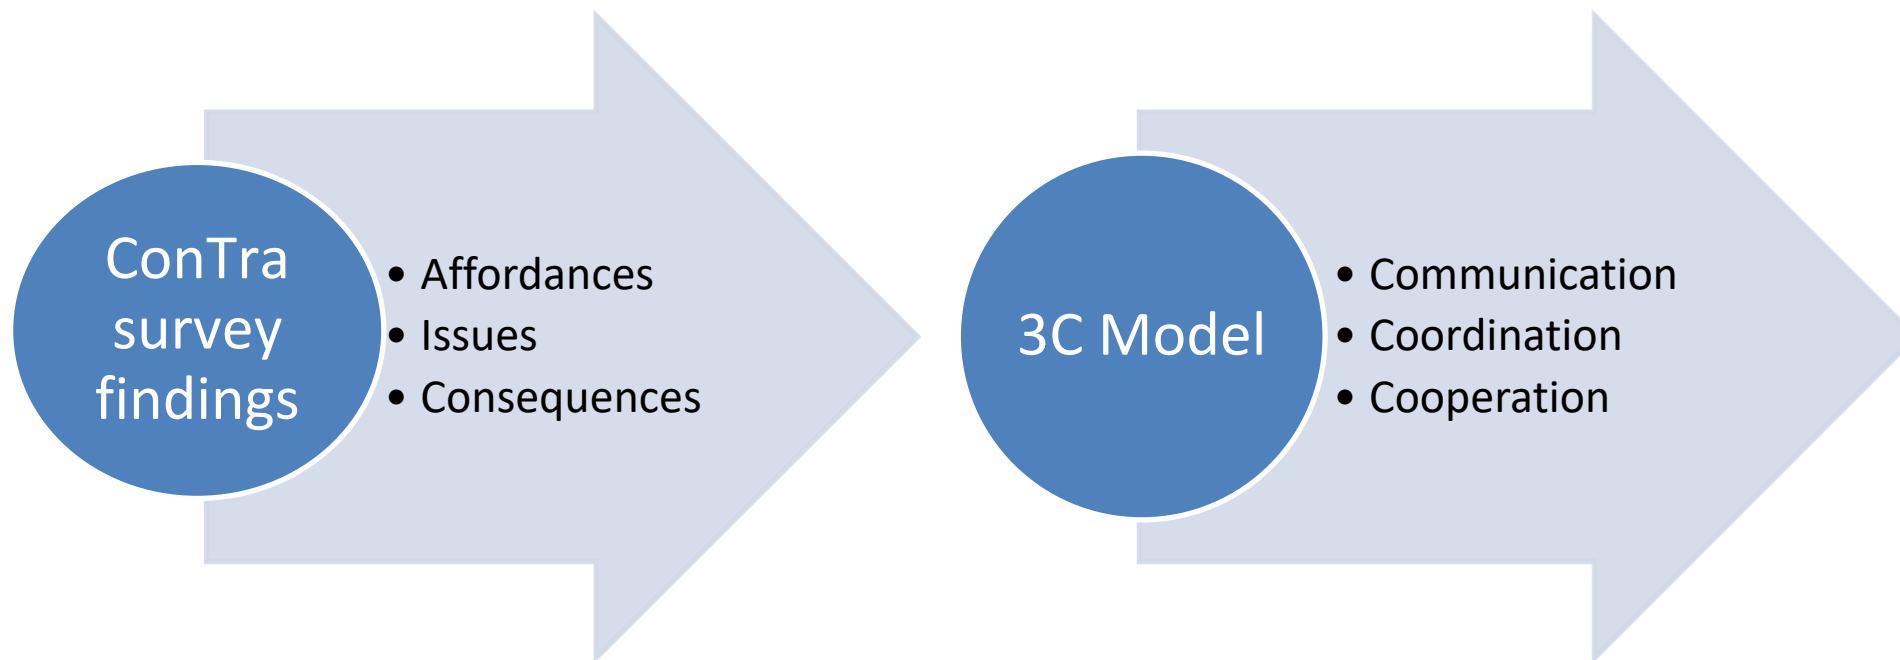 ConTra
survey
findings
• Affordances
• Issues
• Consequences
3C Model
• Communication
• Coordination
• Cooperation